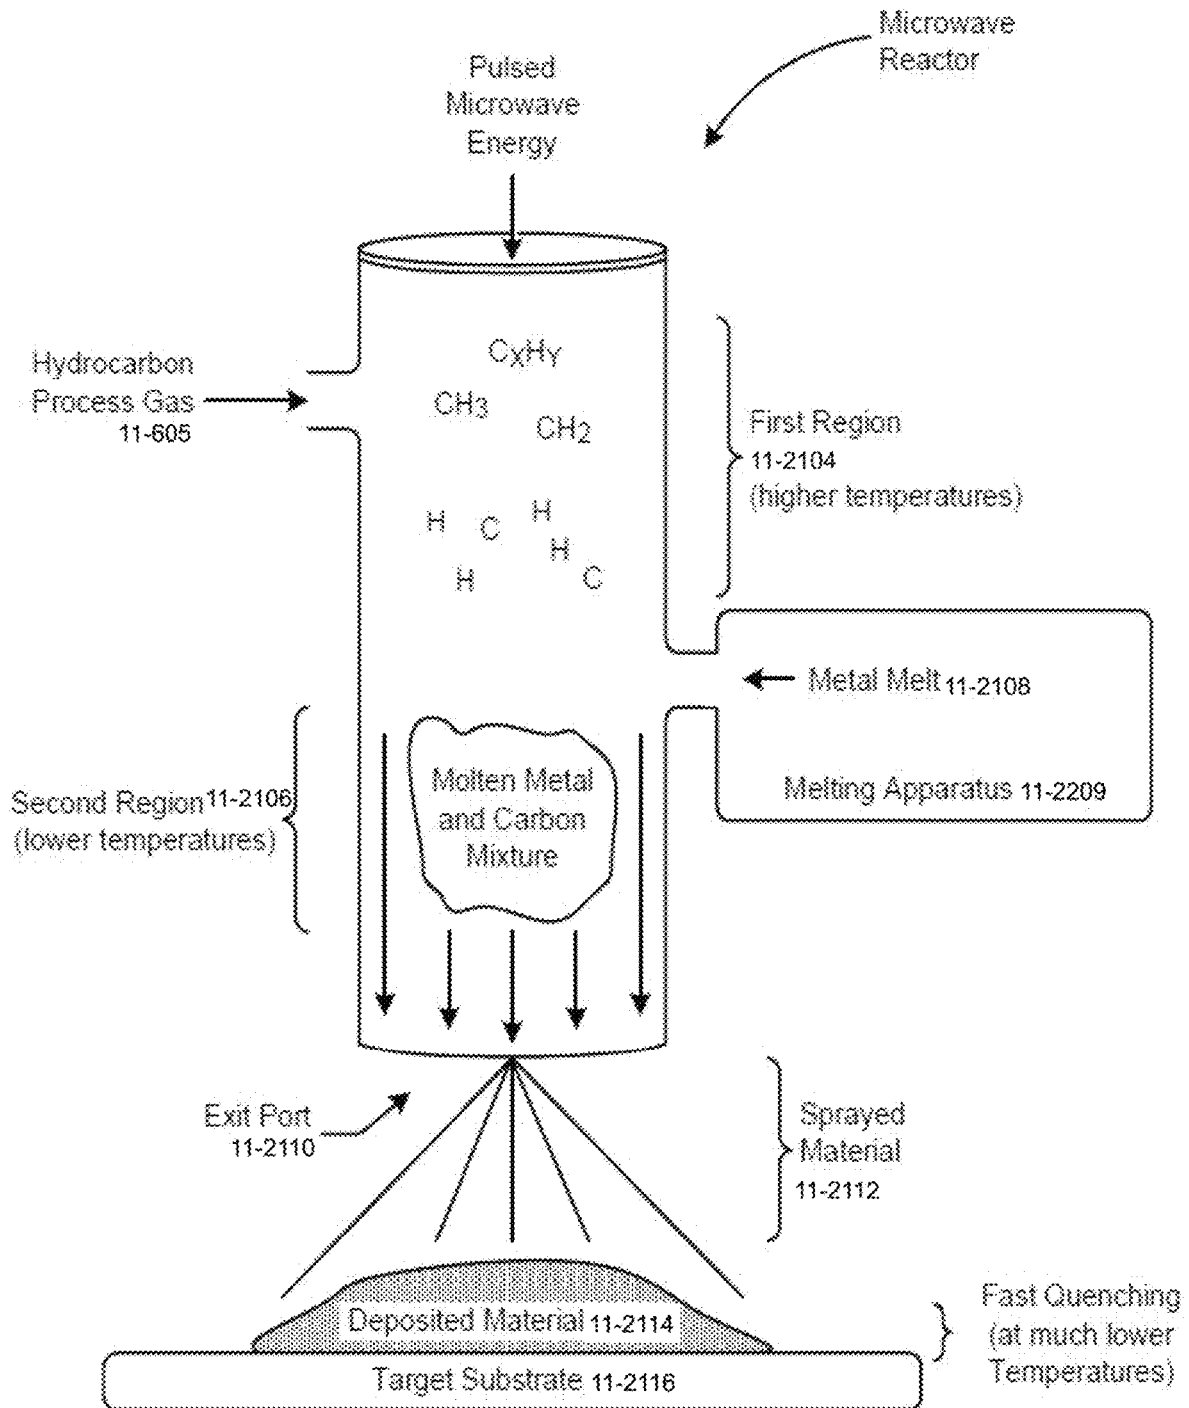 Microwave
Reactor
Pulsed
Microwave
Energy
Hydrocarbon
Process Gas
11-605
CXHY
CH3
CH2
H C H
H
H C
First Region
11-2104
(higher temperatures)
Metal Melt 11-2108
Melting Apparatus 11-2209
Second Region 11-2106
(lower temperatures)
Molten Metal
and Carbon
Mixture
Exit Port
11-2110
Sprayed
Material
11-2112
Deposited Material 11-2114
Target Substrate 11-2116
Fast Quenching
(at much lower
Temperatures)